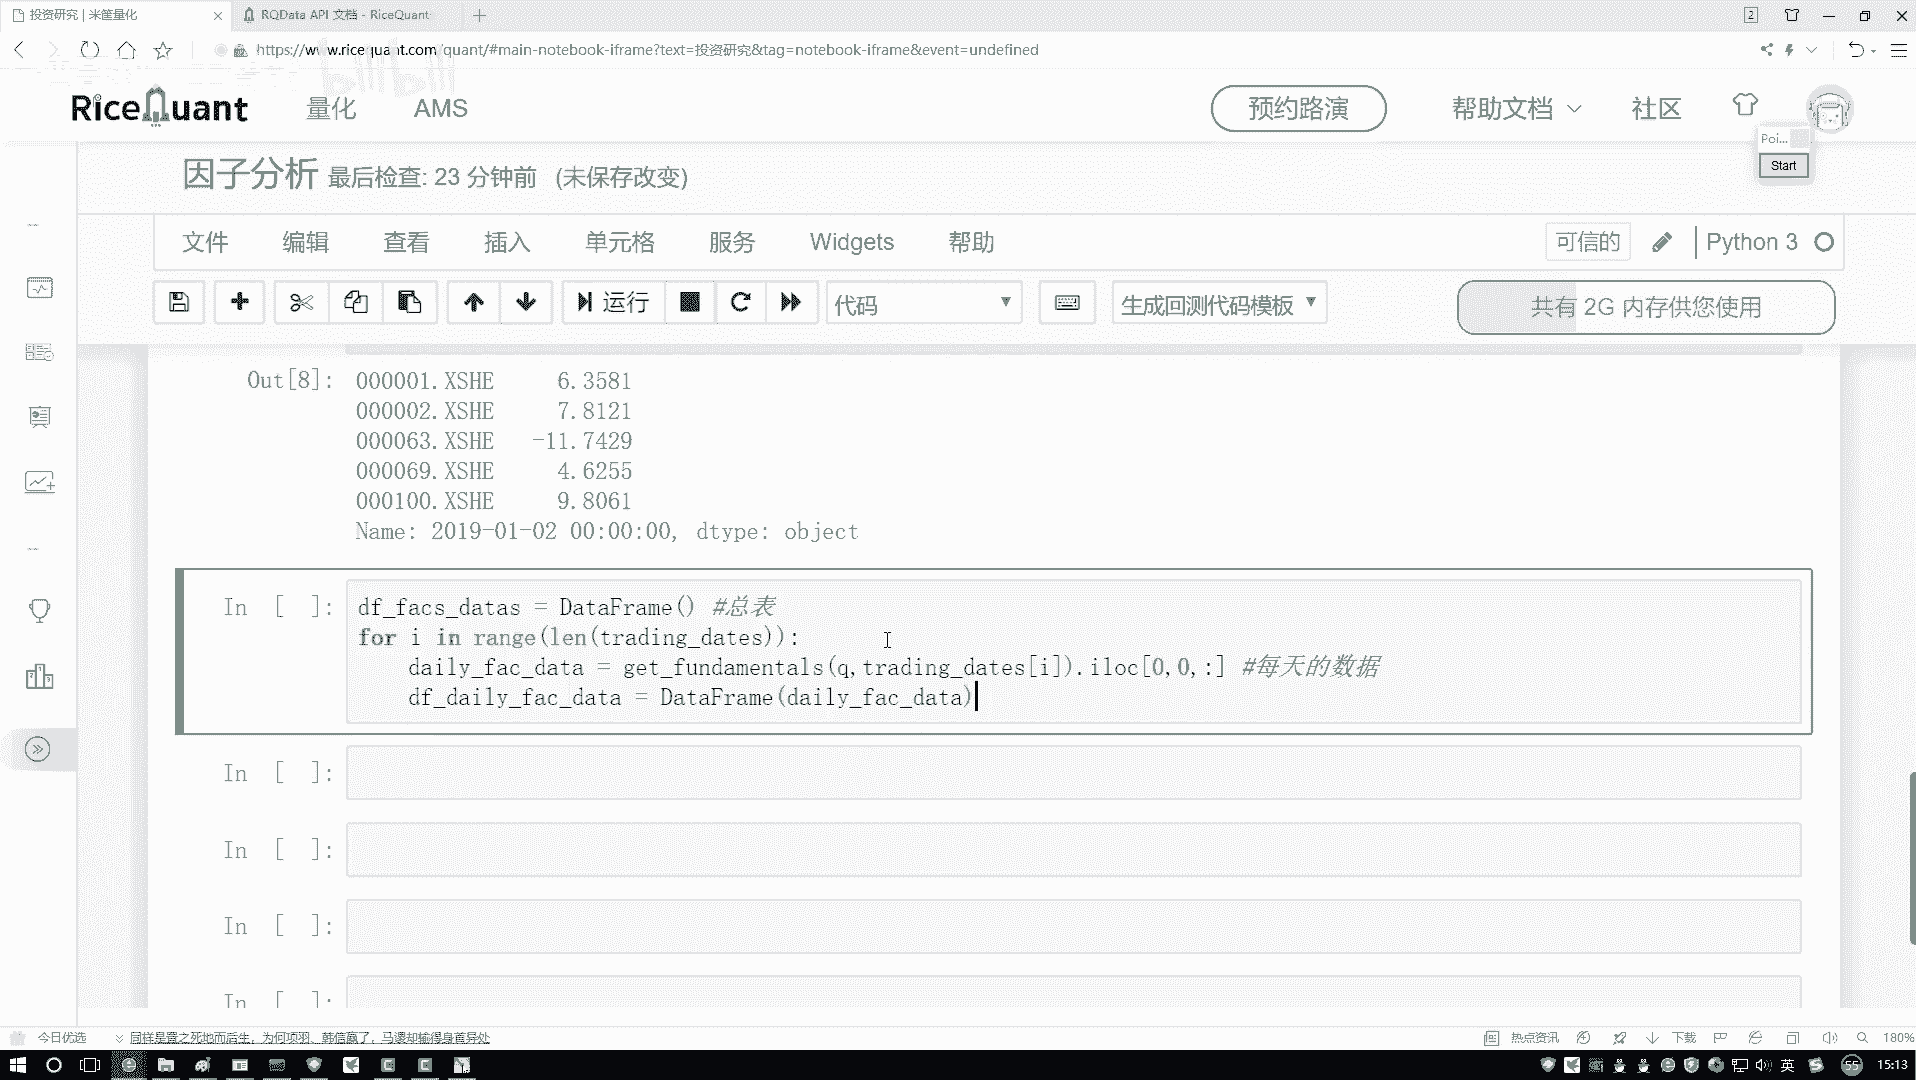 投资研究 | 米筐量化
RQData API 文档 - RiceQuant
2
https://www.ricequant.com/quant/#main-notebook-iframe?text=投资研究&tag=notebook-iframe&event=undefined
bilibili
RiceQuant 量化 AMS 预约路演 帮助文档 社区
Poi...
Start
因子分析 最后检查: 23 分钟前 (未保存改变)
文件 编辑 查看 插入 单元格 服务 Widgets 帮助 可信的 Python 3
运行 代码 生成回测代码模板 共有 2G 内存供您使用
Out[8]: 000001.XSHE 6.3581
000002.XSHE 7.8121
000063.XSHE -11.7429
000069.XSHE 4.6255
000100.XSHE 9.8061
Name: 2019-01-02 00:00:00, dtype: object
In [ ]: df_facs_datas = DataFrame() #总表
for i in range(len(trading_dates)):
daily_fac_data = get_fundamentals(q,trading_dates[i]).iloc[0,0,:] #每天的数据
df_daily_fac_data = DataFrame(daily_fac_data)
In [ ]:
In [ ]:
In [ ]:
In [ ]:
今日优选 同样是置之死地而后生，为何项羽、韩信赢了，马谡却输得身首异处 热点资讯 下载 180%
英 55 15:13